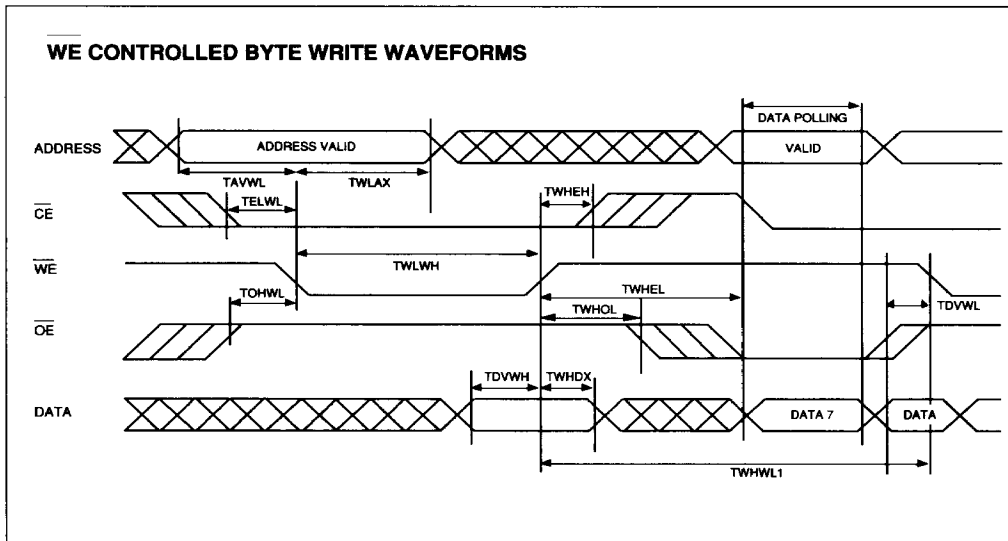 WE CONTROLLED BYTE WRITE WAVEFORMS
DATA POLLING
ADDRESS
ADDRESS VALID
VALID
TAVWL
TWLAX
TELWL
TWHEH
CE
TWLWH
WE
TOHWL
TWHEL
TDVWL
TWHOL
OE
TDVWH
TWHDX
DATA
DATA 7
DATA
TWHWL1